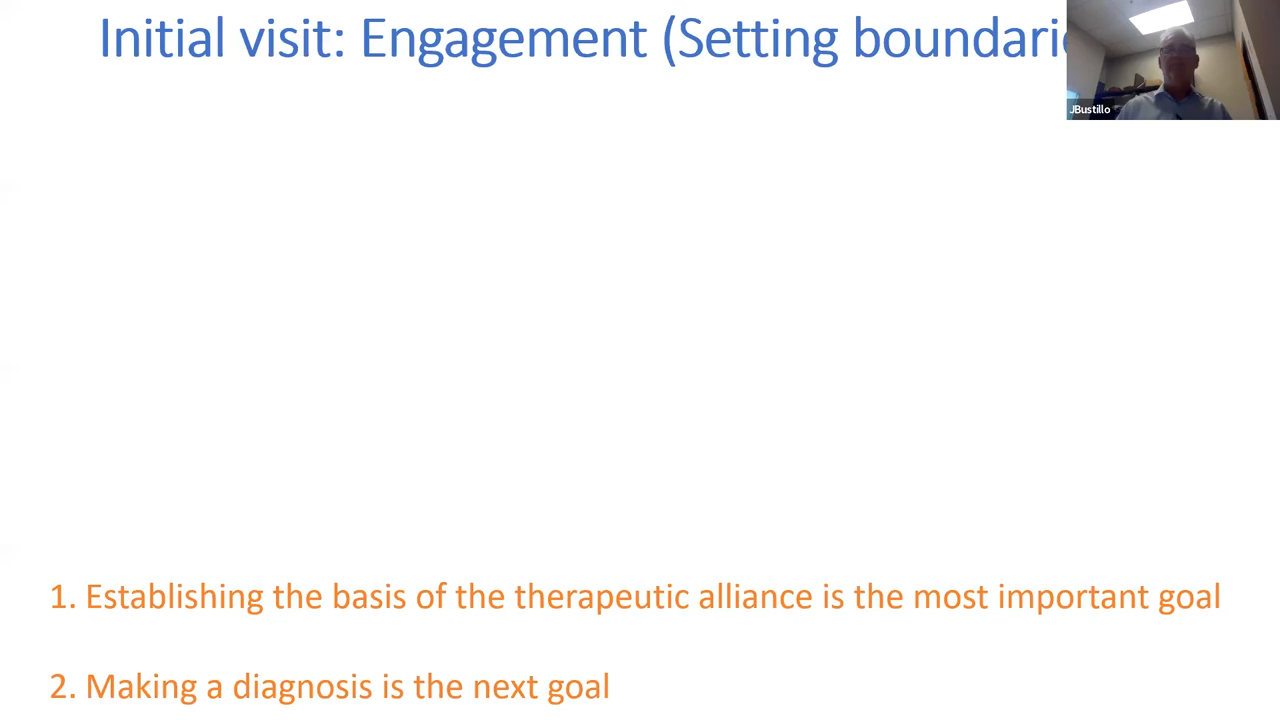 Initial visit: Engagement (Setting
JBustillo
1. Establishing the basis of the therapeutic alliance is the most important goal
2. Making a diagnosis is the next goal